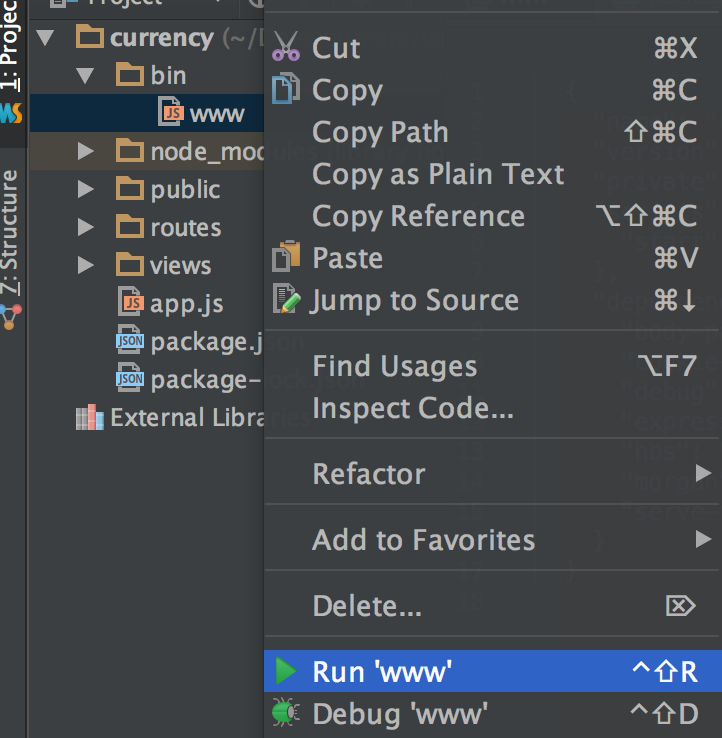 Project
1: Project
currency (~/D
bin
www
node_mod
public
routes
views
app.js
package.j
package-
External Libra
7: Structure
Cut ⌘X
Copy ⌘C
Copy Path ⇧⌘C
Copy as Plain Text
Copy Reference ⌥⇧⌘C
Paste ⌘V
Jump to Source ⌘↓
Find Usages ⌥F7
Inspect Code...
Refactor
Add to Favorites
Delete... ⌦
Run 'www' ^⇧R
Debug 'www' ^⇧D